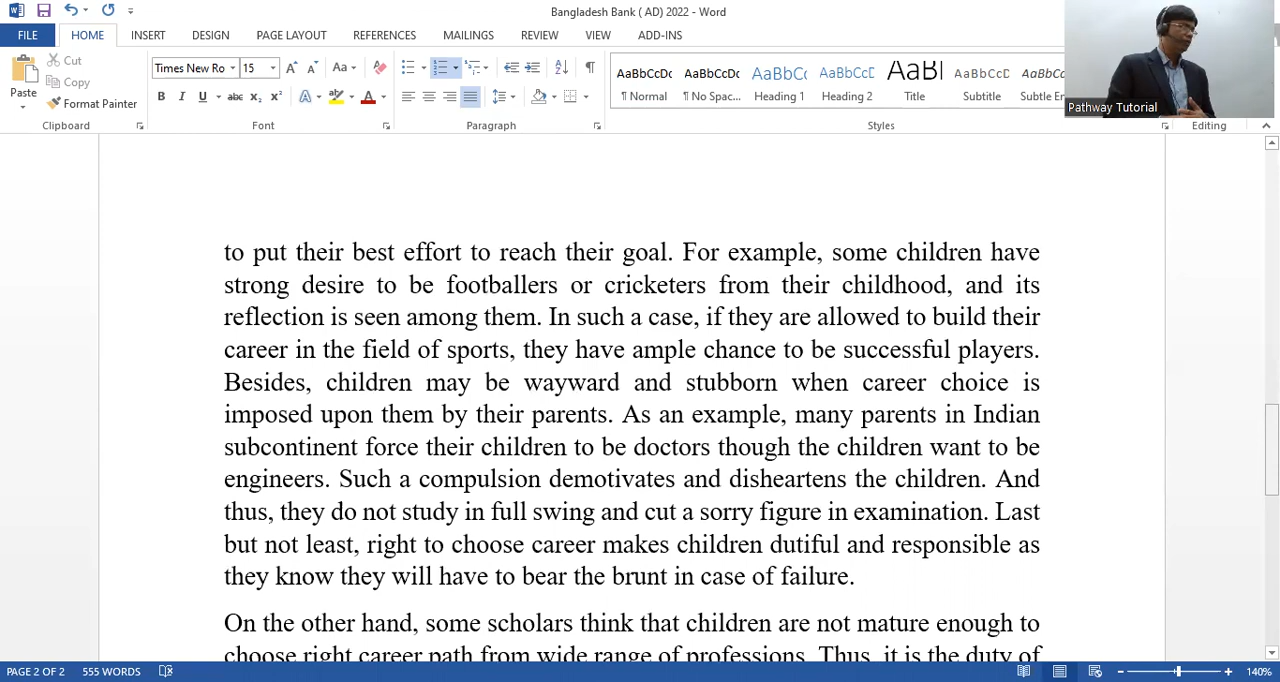 Bangladesh Bank ( AD) 2022 - Word
FILE HOME INSERT DESIGN PAGE LAYOUT REFERENCES MAILINGS REVIEW VIEW ADD-INS
Paste
Cut
Copy
Format Painter
Clipboard
Times New Ro 15
Font
Paragraph
AaBbCcDc AaBbCcDc AaBbCc AaBbCcC AaBl AaBbCcD AaBbCcD
¶ Normal ¶ No Spac... Heading 1 Heading 2 Title Subtitle Subtle En
Styles
Editing
Pathway Tutorial
to put their best effort to reach their goal. For example, some children have
strong desire to be footballers or cricketers from their childhood, and its
reflection is seen among them. In such a case, if they are allowed to build their
career in the field of sports, they have ample chance to be successful players.
Besides, children may be wayward and stubborn when career choice is
imposed upon them by their parents. As an example, many parents in Indian
subcontinent force their children to be doctors though the children want to be
engineers. Such a compulsion demotivates and disheartens the children. And
thus, they do not study in full swing and cut a sorry figure in examination. Last
but not least, right to choose career makes children dutiful and responsible as
they know they will have to bear the brunt in case of failure.
On the other hand, some scholars think that children are not mature enough to
choose right career path from wide range of professions. Thus, it is the duty of
PAGE 2 OF 2 555 WORDS
140%